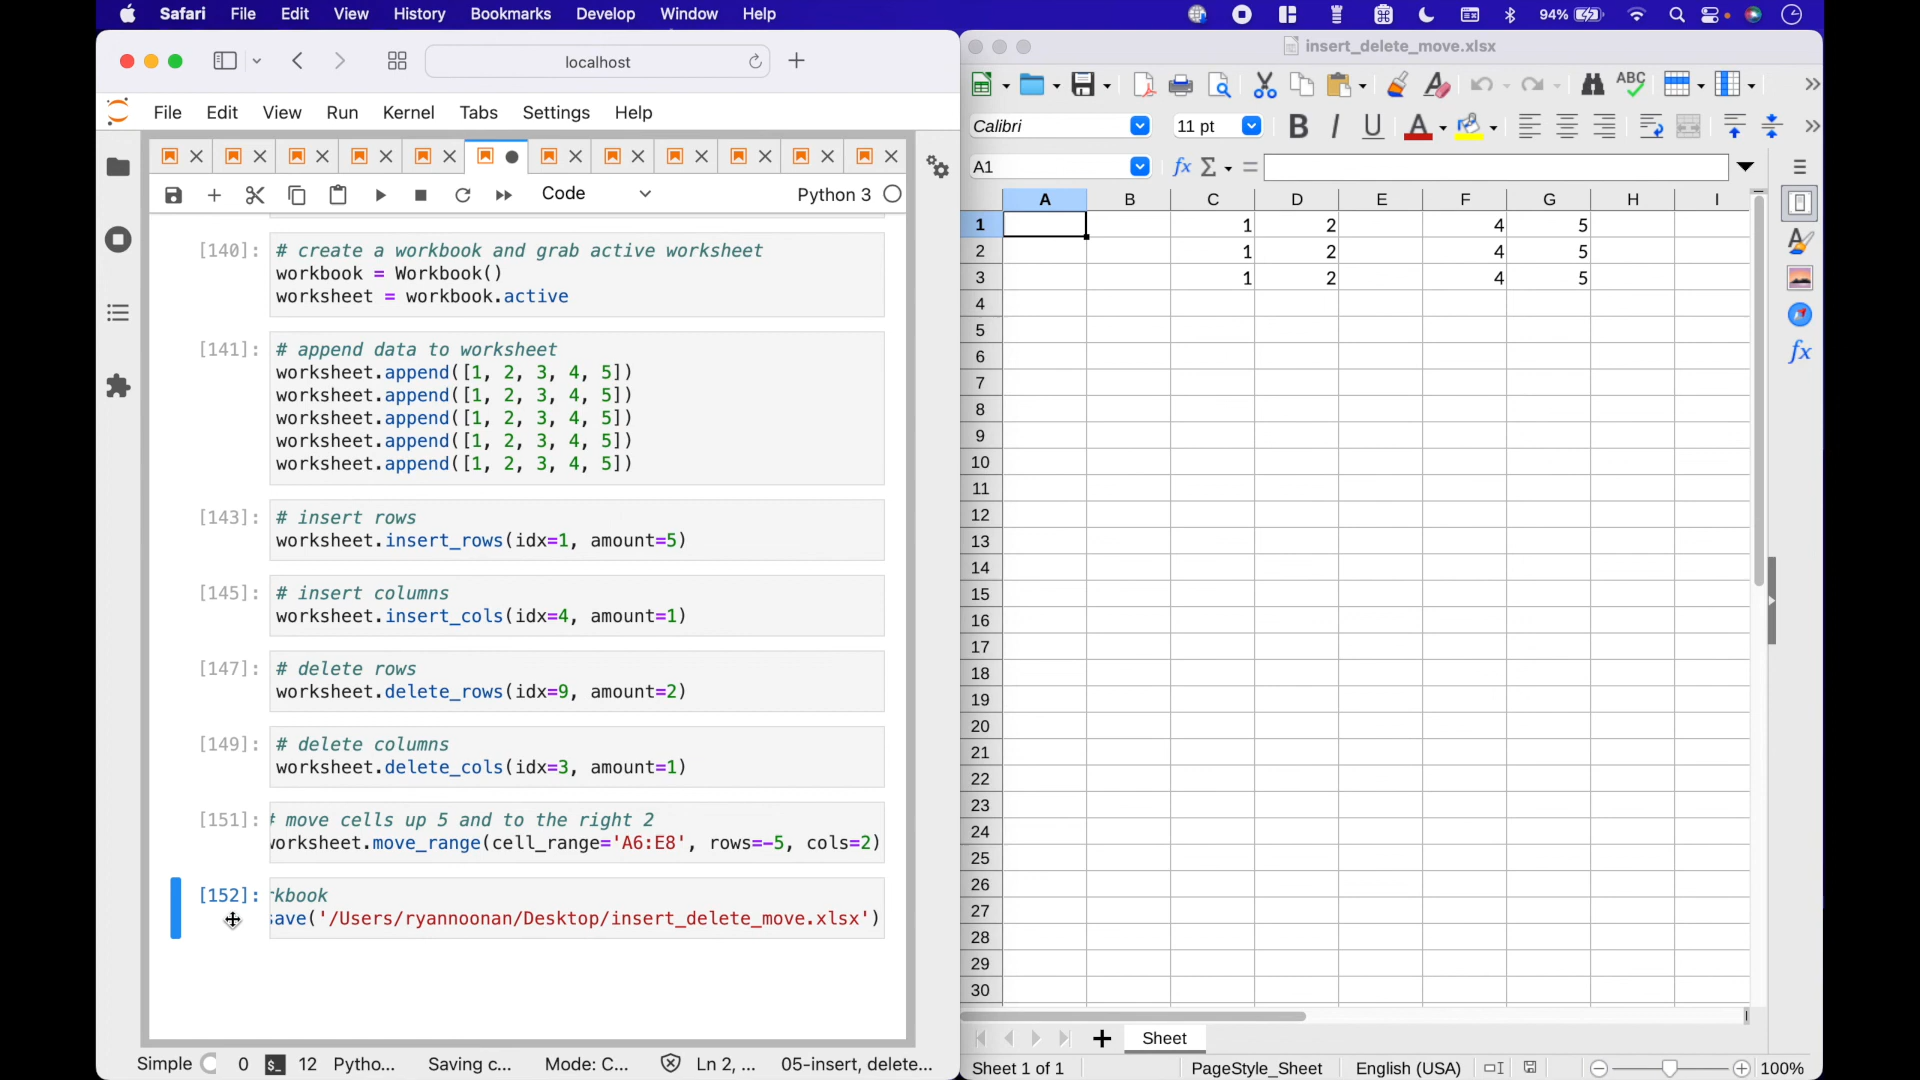 Safari File Edit View History Bookmarks Develop Window Help 94%
localhost
File Edit View Run Kernel Tabs Settings Help
Code Python 3
[140]: # create a workbook and grab active worksheet
workbook = Workbook()
worksheet = workbook.active
[141]: # append data to worksheet
worksheet.append([1, 2, 3, 4, 5])
worksheet.append([1, 2, 3, 4, 5])
worksheet.append([1, 2, 3, 4, 5])
worksheet.append([1, 2, 3, 4, 5])
worksheet.append([1, 2, 3, 4, 5])
[143]: # insert rows
worksheet.insert_rows(idx=1, amount=5)
[145]: # insert columns
worksheet.insert_cols(idx=4, amount=1)
[147]: # delete rows
worksheet.delete_rows(idx=9, amount=2)
[149]: # delete columns
worksheet.delete_cols(idx=3, amount=1)
[151]: # move cells up 5 and to the right 2
worksheet.move_range(cell_range='A6:E8', rows=-5, cols=2)
[152]: rkbook
save('/Users/ryannoonan/Desktop/insert_delete_move.xlsx')
Simple 0 $_ 12 Pytho... Saving c... Mode: C... Ln 2, ... 05-insert, delete...
insert_delete_move.xlsx
ABC
Calibri 11 pt B I U A
A1 fx Σ =
A B C D E F G H I
1 1 2 4 5
2 1 2 4 5
3 1 2 4 5
4
5
6
7
8
9
10
11
12
13
14
15
16
17
18
19
20
21
22
23
24
25
26
27
28
29
30
fx
Sheet
Sheet 1 of 1 PageStyle_Sheet English (USA) 100%